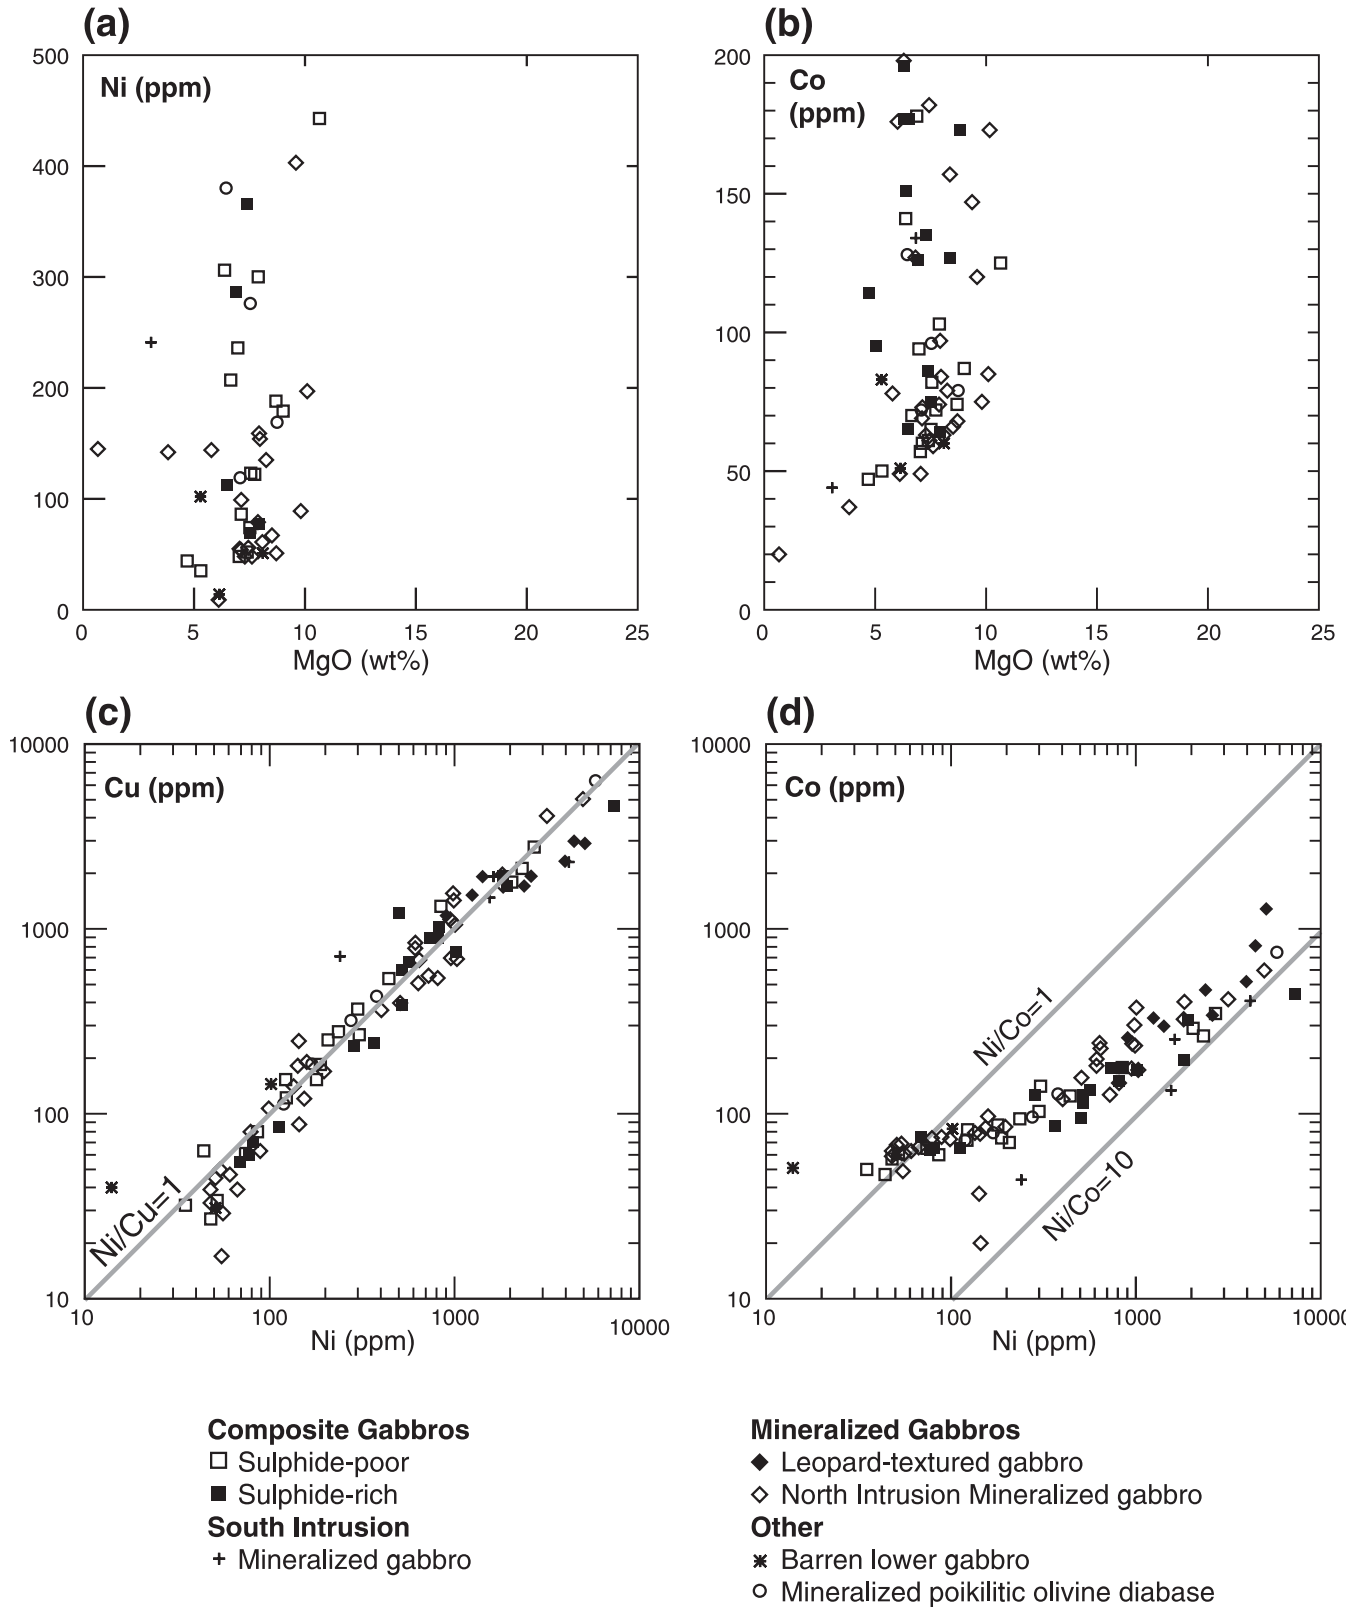 (a)
Ni (ppm)
500
400
300
200
100
0
0 5 10 15 20 25
MgO (wt%)
(b)
Co
(ppm)
200
150
100
50
0
0 5 10 15 20 25
MgO (wt%)
(c)
Cu (ppm)
10000
1000
100
10
Ni/Cu=1
10 100 1000 10000
Ni (ppm)
(d)
Co (ppm)
10000
1000
100
10
Ni/Co=1
Ni/Co=10
10 100 1000 10000
Ni (ppm)
Composite Gabbros
Sulphide-poor
Sulphide-rich
South Intrusion
Mineralized gabbro
Mineralized Gabbros
Leopard-textured gabbro
North Intrusion Mineralized gabbro
Other
Barren lower gabbro
Mineralized poikilitic olivine diabase